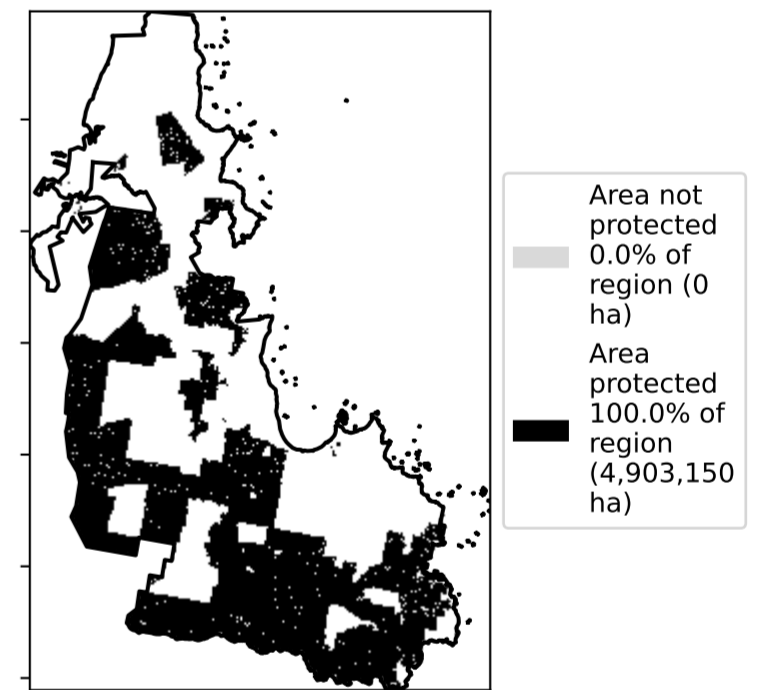 Area not
protected
0.0% of
region (0
ha)
Area
protected
100.0% of
region
(4,903,150
ha)